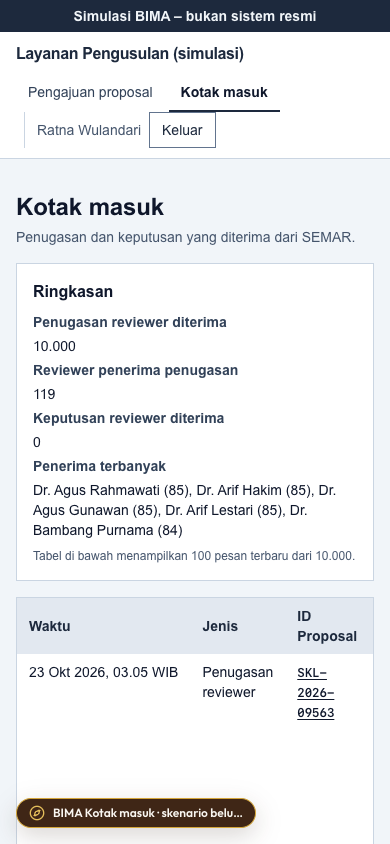 Simulasi BIMA – bukan sistem resmi
Layanan Pengusulan (simulasi)
Pengajuan proposal
Kotak masuk
Ratna Wulandari
Keluar
Kotak masuk
Penugasan dan keputusan yang diterima dari SEMAR.
Ringkasan
Penugasan reviewer diterima
10.000
Reviewer penerima penugasan
119
Keputusan reviewer diterima
0
Penerima terbanyak
Dr. Agus Rahmawati (85), Dr. Arif Hakim (85), Dr.
Agus Gunawan (85), Dr. Arif Lestari (85), Dr.
Bambang Purnama (84)
Tabel di bawah menampilkan 100 pesan terbaru dari 10.000.
Waktu
Jenis
ID
Proposal
23 Okt 2026, 03.05 WIB
Penugasan
reviewer
SKL-
2026-
09563
BIMA Kotak masuk · skenario belu...